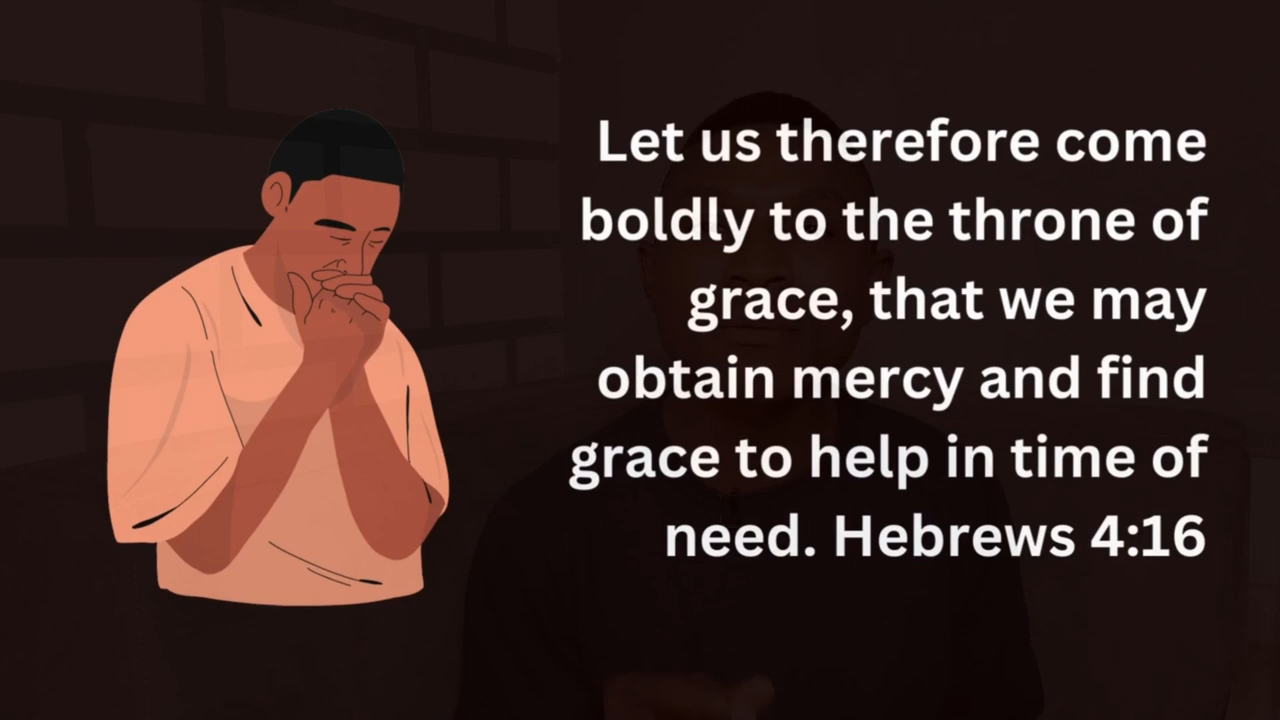 Let us therefore come
boldly to the throne of
grace, that we may
obtain mercy and find
grace to help in time of
need. Hebrews 4:16